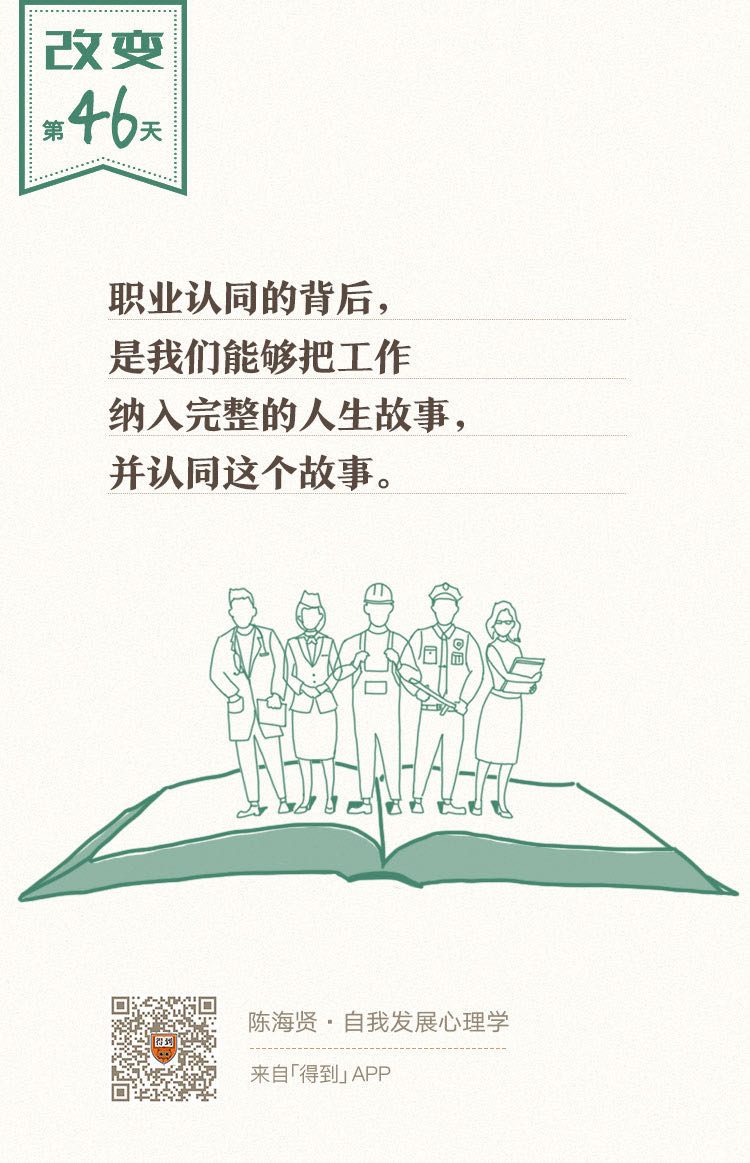 改变
第46天
职业认同的背后，
是我们能够把工作
纳入完整的人生故事，
并认同这个故事。
得到
陈海贤·自我发展心理学
来自「得到」APP